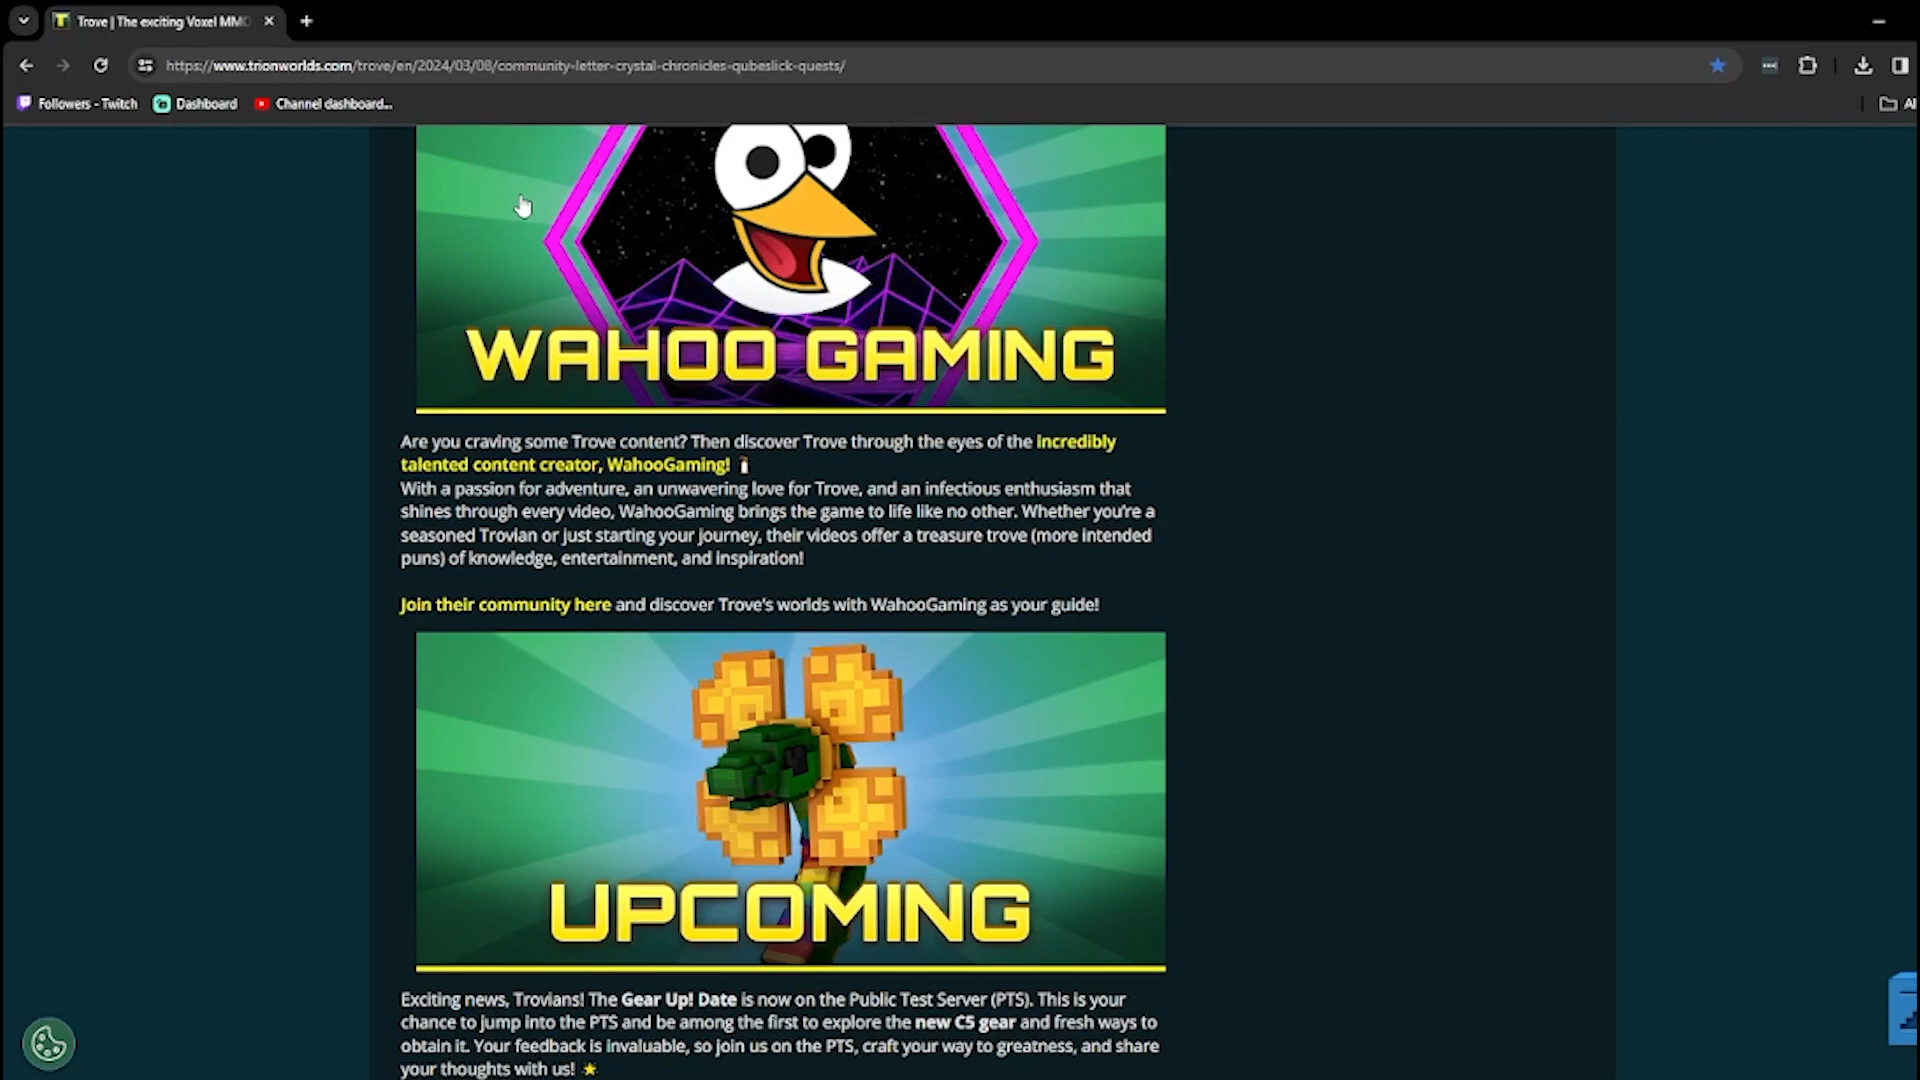 Trove | The exciting Voxel MMO
https://www.trionworlds.com/trove/en/2024/03/08/community-letter-crystal-chronicles-qubeslick-quests/
Followers - Twitch
Dashboard
Channel dashboard...
Al
WAHOO GAMING
Are you craving some Trove content? Then discover Trove through the eyes of the incredibly
talented content creator, WahooGaming!
With a passion for adventure, an unwavering love for Trove, and an infectious enthusiasm that
shines through every video, WahooGaming brings the game to life like no other. Whether you're a
seasoned Trovian or just starting your journey, their videos offer a treasure trove (more intended
puns) of knowledge, entertainment, and inspiration!
Join their community here and discover Trove's worlds with WahooGaming as your guide!
UPCOMING
Exciting news, Trovians! The Gear Up! Date is now on the Public Test Server (PTS). This is your
chance to jump into the PTS and be among the first to explore the new C5 gear and fresh ways to
obtain it. Your feedback is invaluable, so join us on the PTS, craft your way to greatness, and share
your thoughts with us!